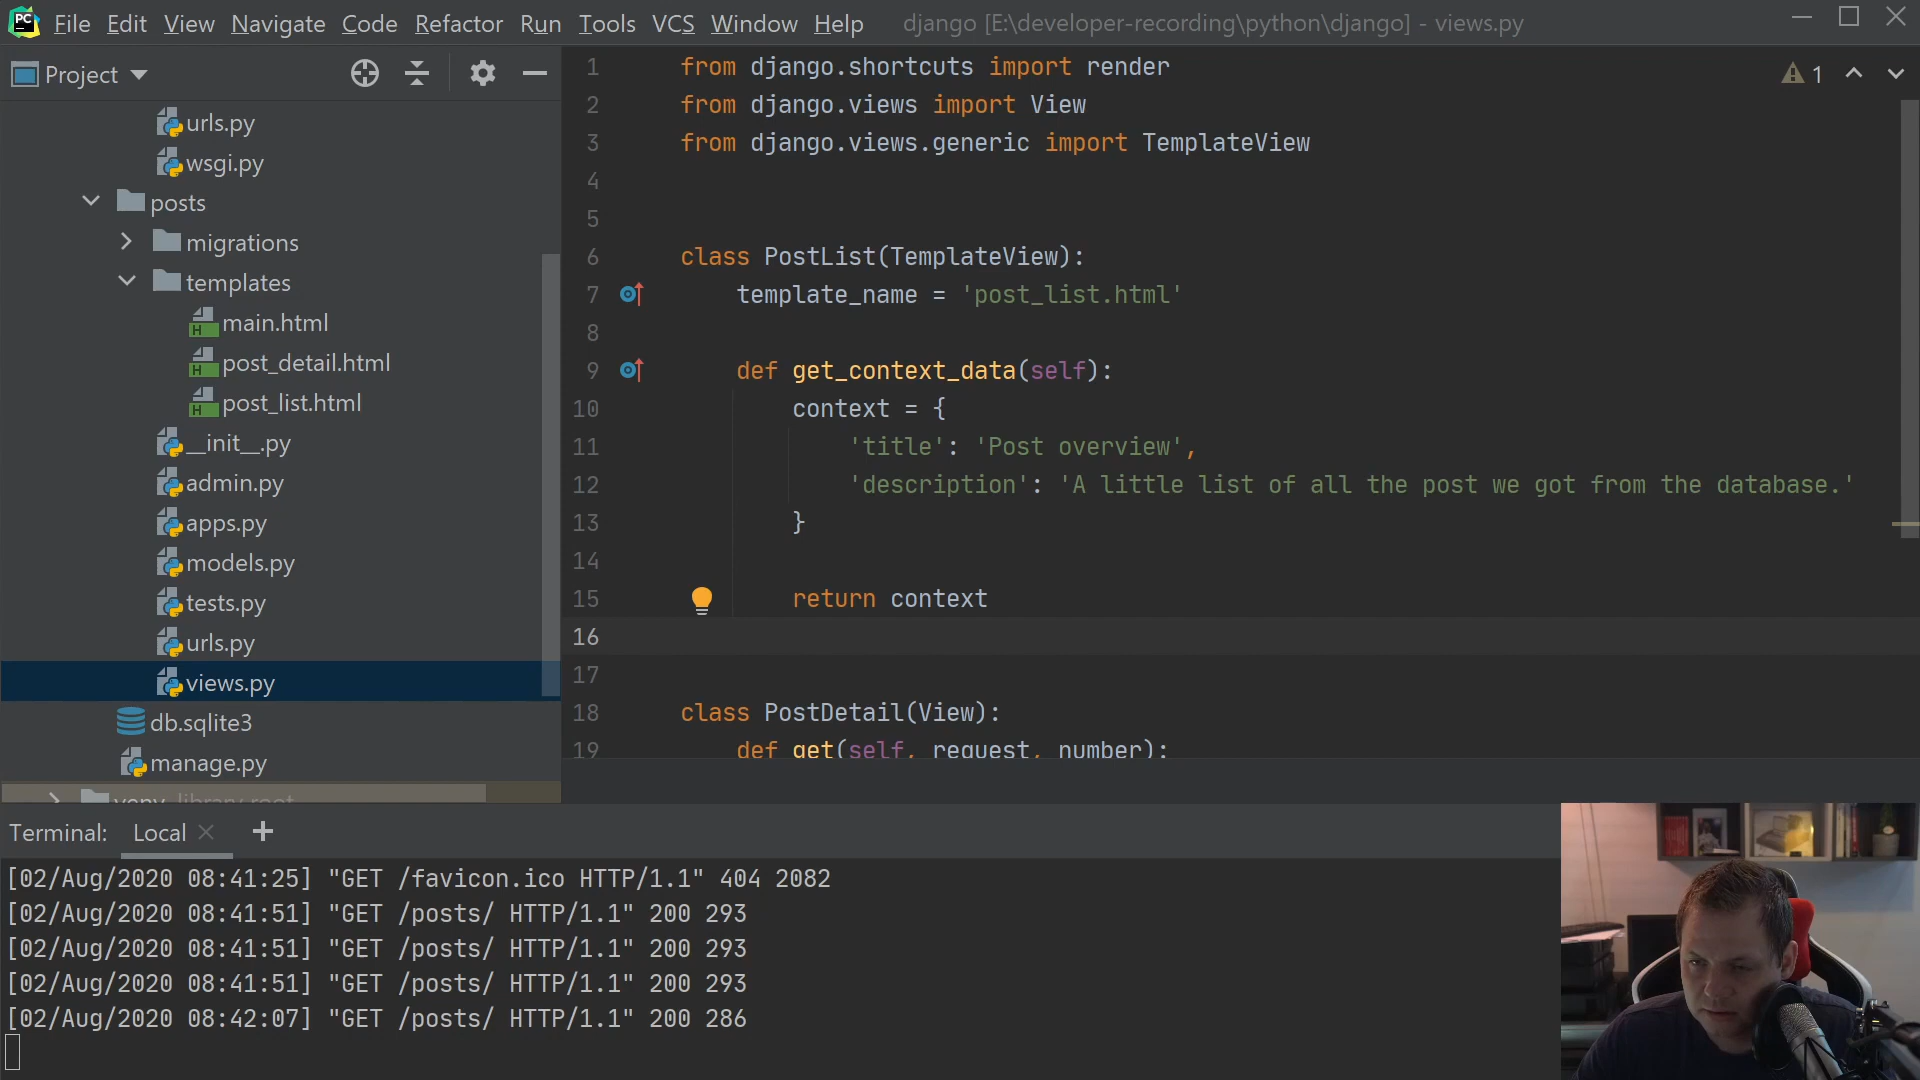 PC File Edit View Navigate Code Refactor Run Tools VCS Window Help django [E:\developer-recording\python\django] - views.py
Project
urls.py
wsgi.py
posts
migrations
templates
main.html
post_detail.html
post_list.html
__init__.py
admin.py
apps.py
models.py
tests.py
urls.py
views.py
db.sqlite3
manage.py
venv library root
1 from django.shortcuts import render
2 from django.views import View
3 from django.views.generic import TemplateView
4
5
6 class PostList(TemplateView):
7 template_name = 'post_list.html'
8
9 def get_context_data(self):
10 context = {
11 'title': 'Post overview',
12 'description': 'A little list of all the post we got from the database.'
13 }
14
15 return context
16
17
18 class PostDetail(View):
19 def get(self, request, number):
1
Terminal: Local
[02/Aug/2020 08:41:25] "GET /favicon.ico HTTP/1.1" 404 2082
[02/Aug/2020 08:41:51] "GET /posts/ HTTP/1.1" 200 293
[02/Aug/2020 08:41:51] "GET /posts/ HTTP/1.1" 200 293
[02/Aug/2020 08:41:51] "GET /posts/ HTTP/1.1" 200 293
[02/Aug/2020 08:42:07] "GET /posts/ HTTP/1.1" 200 286